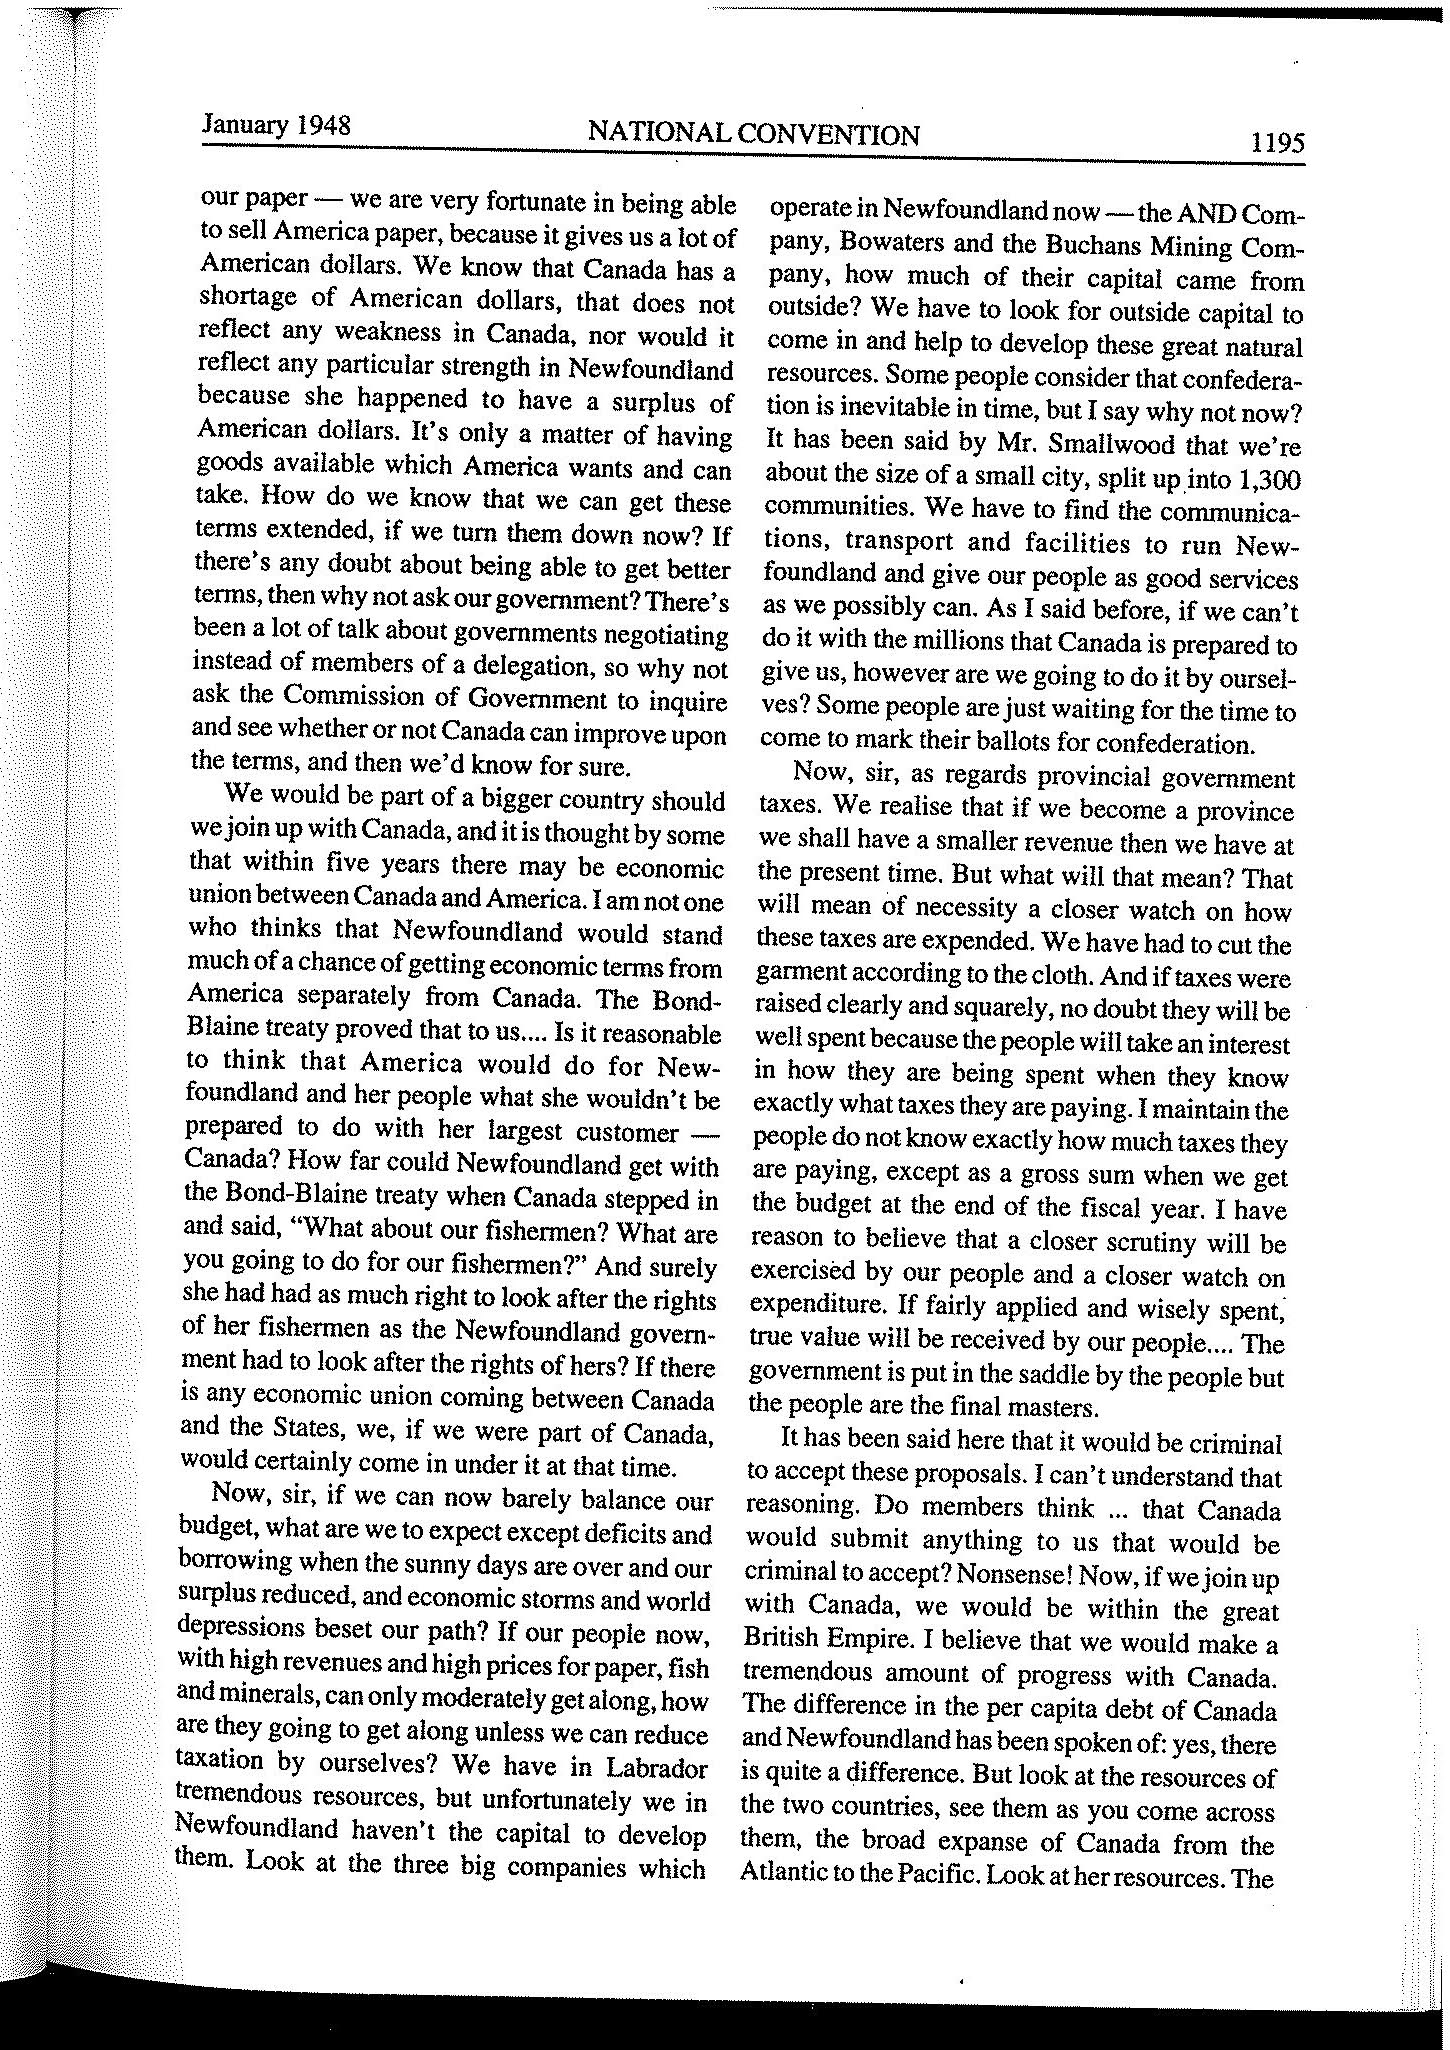 January 1948
NATIONAL CONVENTION
1195
our paper — we are very fortunate in being able
to sell America paper, because it gives us a lot of
American dollars. We know that Canada has a
shortage of American dollars, that does not
reflect any weakness in Canada, nor would it
reflect any particular strength in Newfoundland
because she happened to have a surplus of
American dollars. It's only a matter of having
goods available which America wants and can
take. How do we know that we can get these
terms extended, if we turn them down now? If
there's any doubt about being able to get better
terms, then why not ask our government? There's
been a lot of talk about governments negotiating
instead of members of a delegation, so why not
ask the Commission of Government to inquire
and see whether or not Canada can improve upon
the terms, and then we'd know for sure.
We would be part of a bigger country should
we join up with Canada, and it is thought by some
that within five years there may be economic
union between Canada and America. I am not one
who thinks that Newfoundland would stand
much of a chance of getting economic terms from
America separately from Canada. The Bond-
Blaine treaty proved that to us.... Is it reasonable
to think that America would do for New-
foundland and her people what she wouldn't be
prepared to do with her largest customer —
Canada? How far could Newfoundland get with
the Bond-Blaine treaty when Canada stepped in
and said, "What about our fishermen? What are
you going to do for our fishermen?" And surely
she had had as much right to look after the rights
of her fishermen as the Newfoundland govern-
ment had to look after the rights of hers? If there
is any economic union coming between Canada
and the States, we, if we were part of Canada,
would certainly come in under it at that time.
Now, sir, if we can now barely balance our
budget, what are we to expect except deficits and
borrowing when the sunny days are over and our
surplus reduced, and economic storms and world
depressions beset our path? If our people now,
with high revenues and high prices for paper, fish
and minerals, can only moderately get along, how
are they going to get along unless we can reduce
taxation by ourselves? We have in Labrador
tremendous resources, but unfortunately we in
Newfoundland haven't the capital to develop
them. Look at the three big companies which
operate in Newfoundland now — the AND Com-
pany, Bowaters and the Buchans Mining Com-
pany, how much of their capital came from
outside? We have to look for outside capital to
come in and help to develop these great natural
resources. Some people consider that confedera-
tion is inevitable in time, but I say why not now?
It has been said by Mr. Smallwood that we're
about the size of a small city, split up into 1,300
communities. We have to find the communica-
tions, transport and facilities to run New-
foundland and give our people as good services
as we possibly can. As I said before, if we can't
do it with the millions that Canada is prepared to
give us, however are we going to do it by oursel-
ves? Some people are just waiting for the time to
come to mark their ballots for confederation.
Now, sir, as regards provincial government
taxes. We realise that if we become a province
we shall have a smaller revenue then we have at
the present time. But what will that mean? That
will mean of necessity a closer watch on how
these taxes are expended. We have had to cut the
garment according to the cloth. And if taxes were
raised clearly and squarely, no doubt they will be
well spent because the people will take an interest
in how they are being spent when they know
exactly what taxes they are paying. I maintain the
people do not know exactly how much taxes they
are paying, except as a gross sum when we get
the budget at the end of the fiscal year. I have
reason to believe that a closer scrutiny will be
exercised by our people and a closer watch on
expenditure. If fairly applied and wisely spent,
true value will be received by our people.... The
government is put in the saddle by the people but
the people are the final masters.
It has been said here that it would be criminal
to accept these proposals. I can't understand that
reasoning. Do members think ... that Canada
would submit anything to us that would be
criminal to accept? Nonsense! Now, if we join up
with Canada, we would be within the great
British Empire. I believe that we would make a
tremendous amount of progress with Canada.
The difference in the per capita debt of Canada
and Newfoundland has been spoken of: yes, there
is quite a difference. But look at the resources of
the two countries, see them as you come across
them, the broad expanse of Canada from the
Atlantic to the Pacific. Look at her resources. The